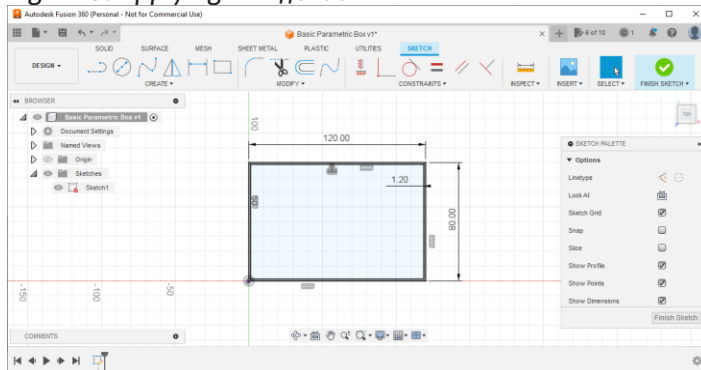 Autodesk Fusion 360 (Personal - Not for Commercial Use)
Basic Parametric Box v1*
6 of 10
1
SOLID SURFACE MESH SHEET METAL PLASTIC UTILITIES SKETCH
DESIGN
CREATE MODIFY CONSTRAINTS INSPECT INSERT SELECT FINISH SKETCH
BROWSER
Basic Parametric Box v1
Document Settings
Named Views
Origin
Sketches
Sketch1
100
120.00
50
1.20
80.00
-150
-100
-50
TOP
SKETCH PALETTE
Options
Linetype
Look At
Sketch Grid
Snap
Slice
Show Profile
Show Points
Show Dimensions
Finish Sketch
COMMENTS